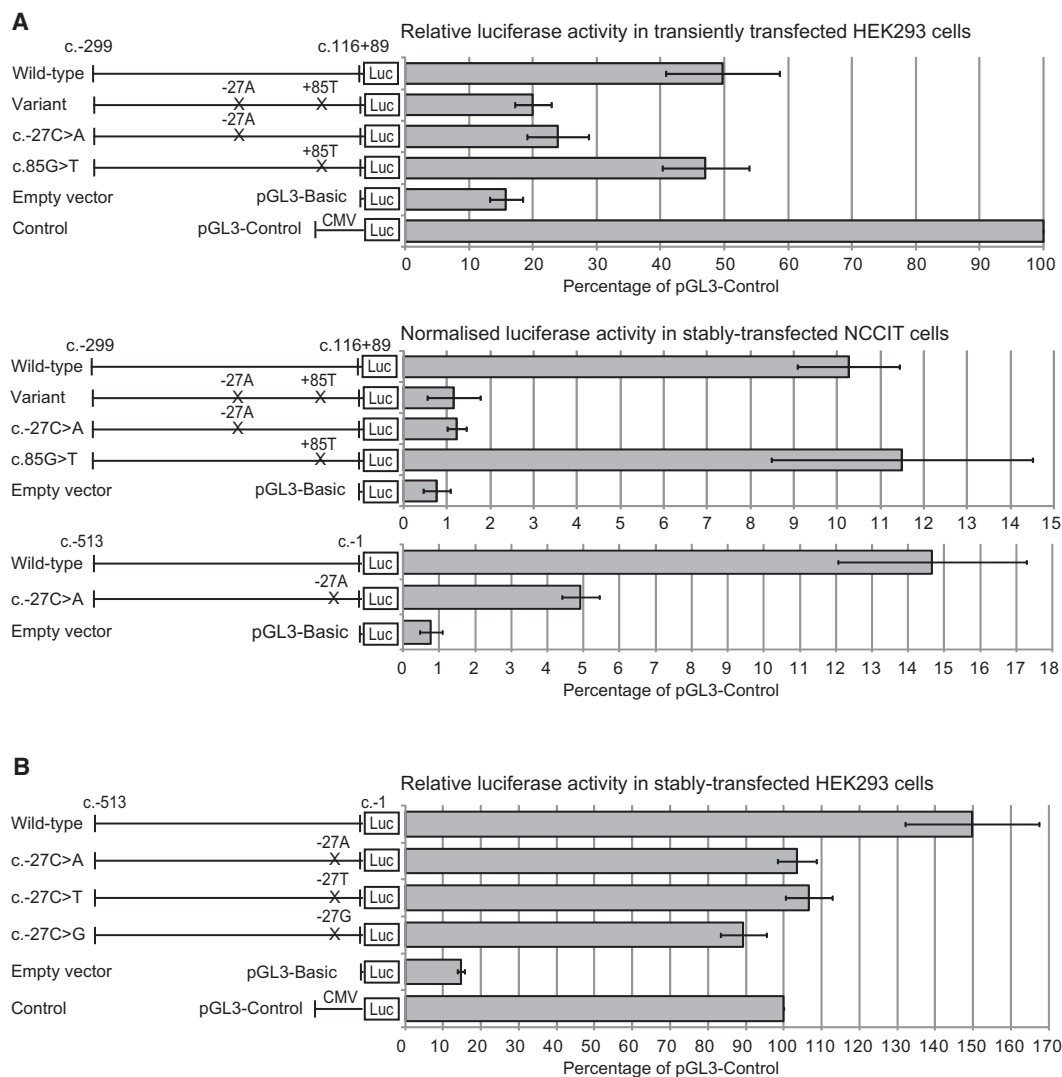 A
Relative luciferase activity in transiently transfected HEK293 cells
c.-299 c.116+89
Wild-type Luc
-27A +85T
Variant X X Luc
-27A
c.-27C>A X Luc
+85T
c.85G>T X Luc
Empty vector pGL3-Basic Luc
Control pGL3-Control CMV Luc
0 10 20 30 40 50 60 70 80 90 100
Percentage of pGL3-Control
Normalised luciferase activity in stably-transfected NCCIT cells
c.-299 c.116+89
Wild-type Luc
-27A +85T
Variant X X Luc
-27A
c.-27C>A X Luc
+85T
c.85G>T X Luc
Empty vector pGL3-Basic Luc
0 1 2 3 4 5 6 7 8 9 10 11 12 13 14 15
c.-513 c.-1
Wild-type Luc
-27A
c.-27C>A X Luc
Empty vector pGL3-Basic Luc
0 1 2 3 4 5 6 7 8 9 10 11 12 13 14 15 16 17 18
Percentage of pGL3-Control
B
Relative luciferase activity in stably-transfected HEK293 cells
c.-513 c.-1
Wild-type Luc
-27A
c.-27C>A X Luc
-27T
c.-27C>T X Luc
-27G
c.-27C>G X Luc
Empty vector pGL3-Basic Luc
Control pGL3-Control CMV Luc
0 10 20 30 40 50 60 70 80 90 100 110 120 130 140 150 160 170
Percentage of pGL3-Control